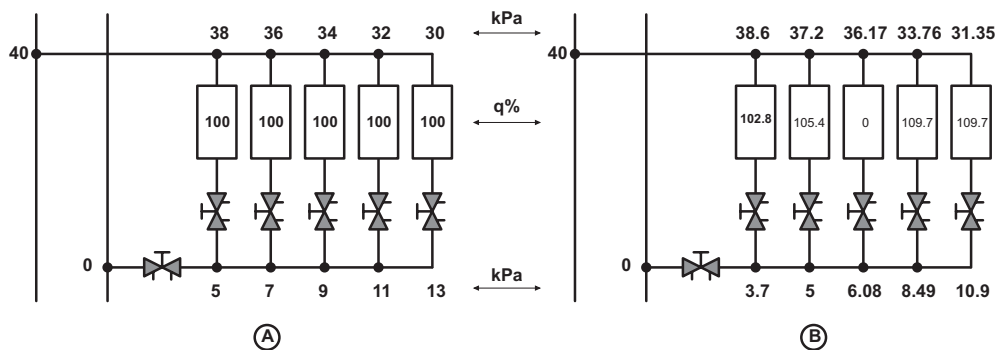 38 36 34 32 30 kPa 38.6 37.2 36.17 33.76 31.35
40 40
q%
100 100 100 100 100 102.8 105.4 0 109.7 109.7
0 0
kPa
5 7 9 11 13 3.7 5 6.08 8.49 10.9
A B